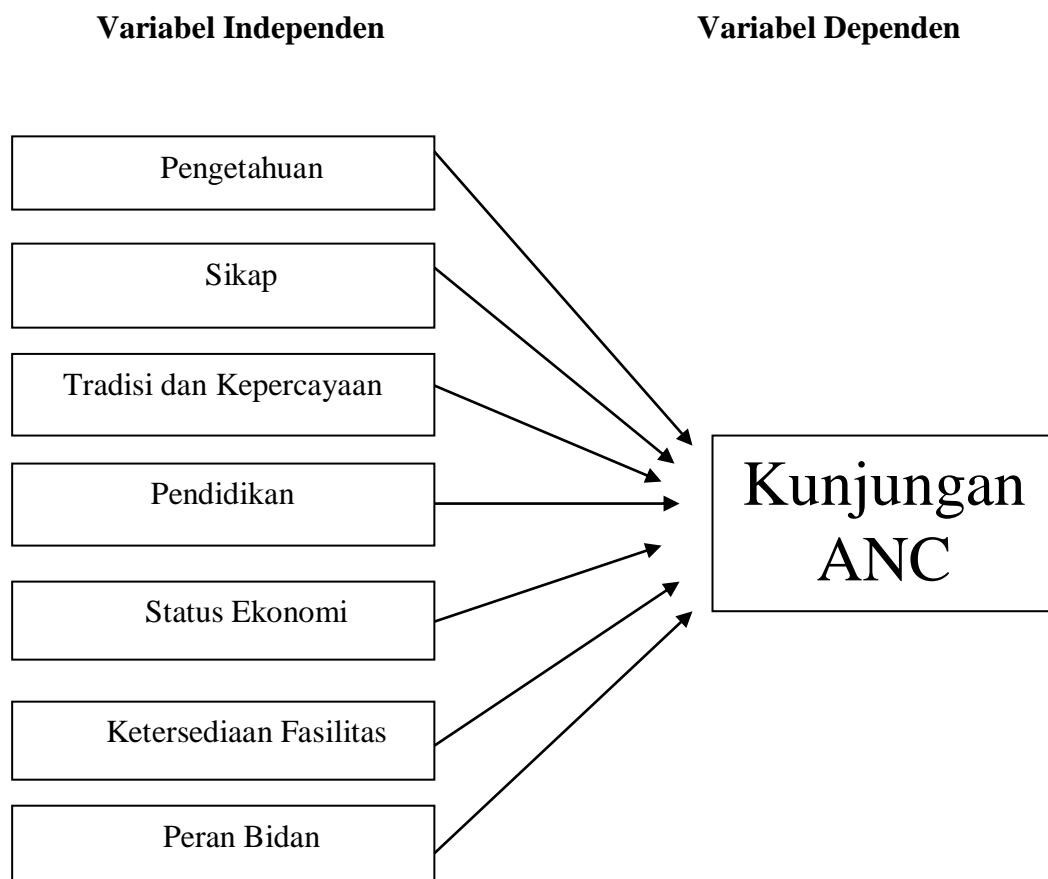 Variabel Independen
Variabel Dependen
Pengetahuan
Sikap
Tradisi dan Kepercayaan
Pendidikan
Status Ekonomi
Ketersediaan Fasilitas
Peran Bidan
Kunjungan
ANC